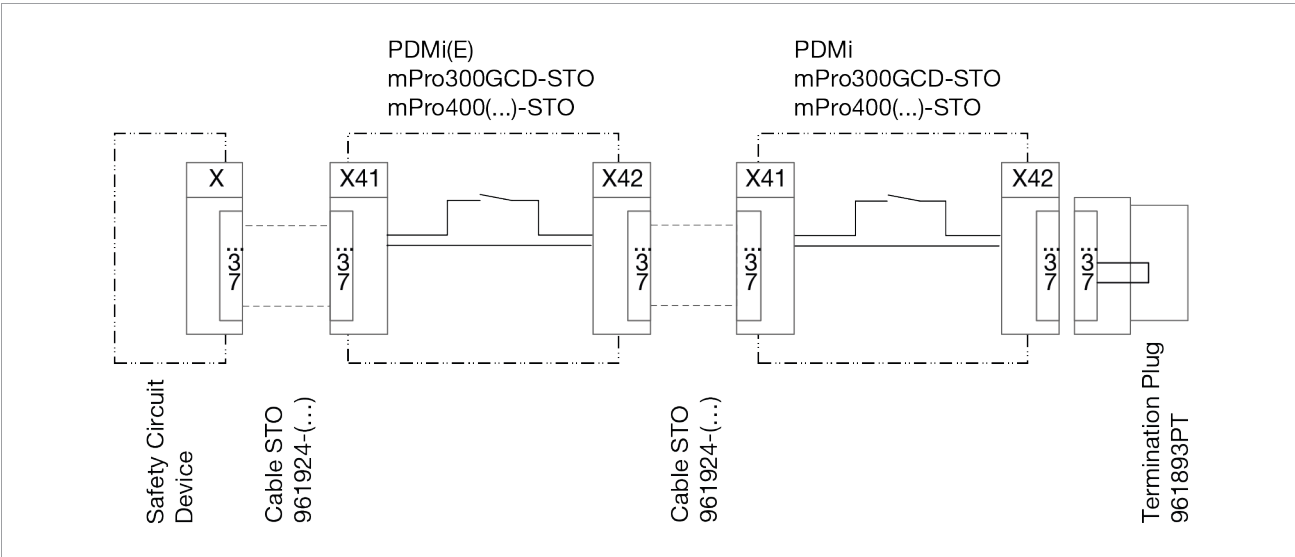 PDMi(E)
mPro300GCD-STO
mPro400(...)-STO
PDMi
mPro300GCD-STO
mPro400(...)-STO
X
X41
X42
X41
X42
...
3
7
...
3
7
...
3
7
...
3
7
...
3
7
...
3
7
Safety Circuit
Device
Cable STO
961924-(...)
Cable STO
961924-(...)
Termination Plug
961893PT